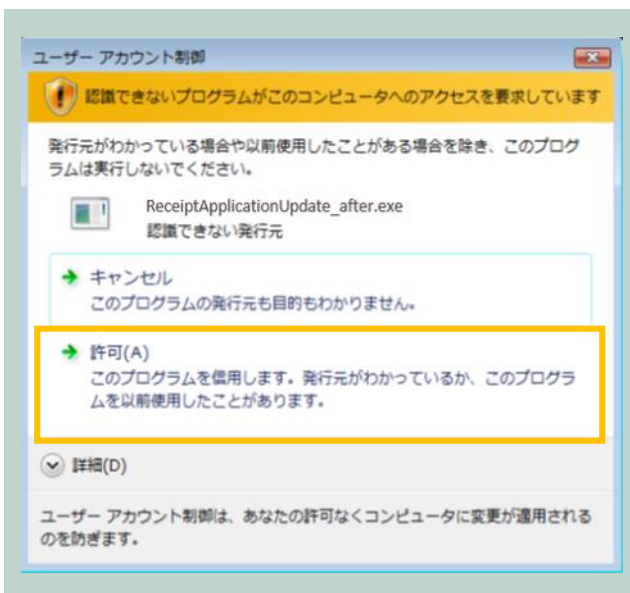 ユーザー アカウント制御
認識できないプログラムがこのコンピュータへのアクセスを要求しています
発行元がわかっている場合や以前使用したことがある場合を除き、このプログ
ラムは実行しないでください。
ReceiptApplicationUpdate_after.exe
認識できない発行元
キャンセル
このプログラムの発行元も目的もわかりません。
許可(A)
このプログラムを信用します。発行元がわかっているか、このプログラ
ムを以前使用したことがあります。
詳細(D)
ユーザー アカウント制御は、あなたの許可なくコンピュータに変更が適用される
のを防ぎます。